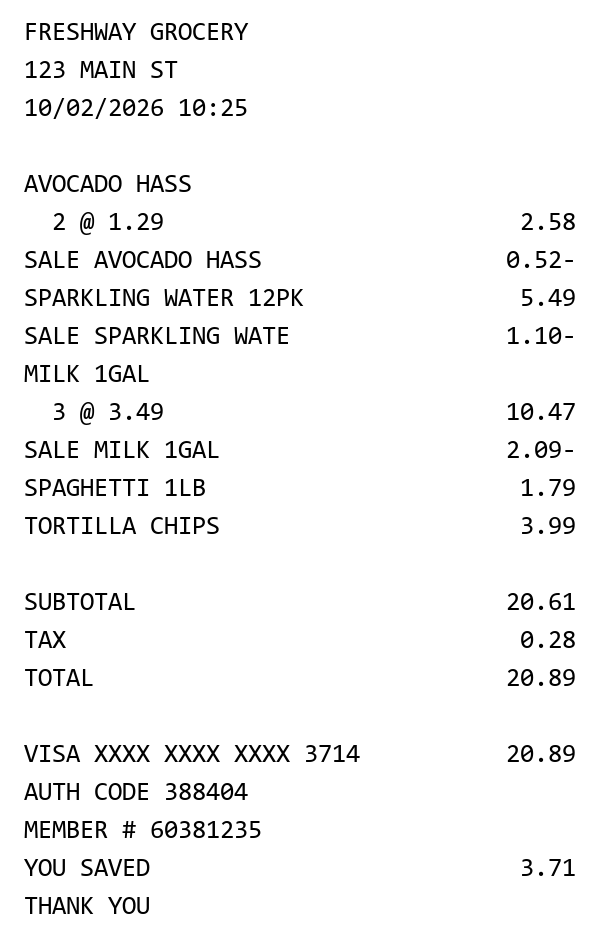 FRESHWAY GROCERY
123 MAIN ST
10/02/2026 10:25
AVOCADO HASS
2 @ 1.29 2.58
SALE AVOCADO HASS 0.52-
SPARKLING WATER 12PK 5.49
SALE SPARKLING WATE 1.10-
MILK 1GAL
3 @ 3.49 10.47
SALE MILK 1GAL 2.09-
SPAGHETTI 1LB 1.79
TORTILLA CHIPS 3.99
SUBTOTAL 20.61
TAX 0.28
TOTAL 20.89
VISA XXXX XXXX XXXX 3714 20.89
AUTH CODE 388404
MEMBER # 60381235
YOU SAVED 3.71
THANK YOU